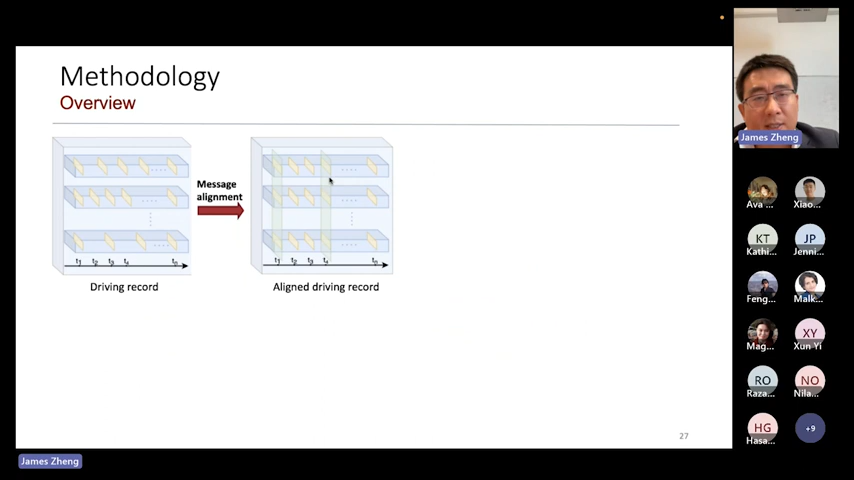 Methodology
Overview
Message
alignment
t1 t2 t3 t4 tn
t1 t2 t3 t4 tn
Driving record
Aligned driving record
27
James Zheng
James Zheng
Ava ...
Xiao...
KT
Kathi...
JP
Jenni...
Feng...
Malk...
Mag...
XY
Xun Yi
RO
Raza...
NO
Nila...
HG
Hasa...
+9